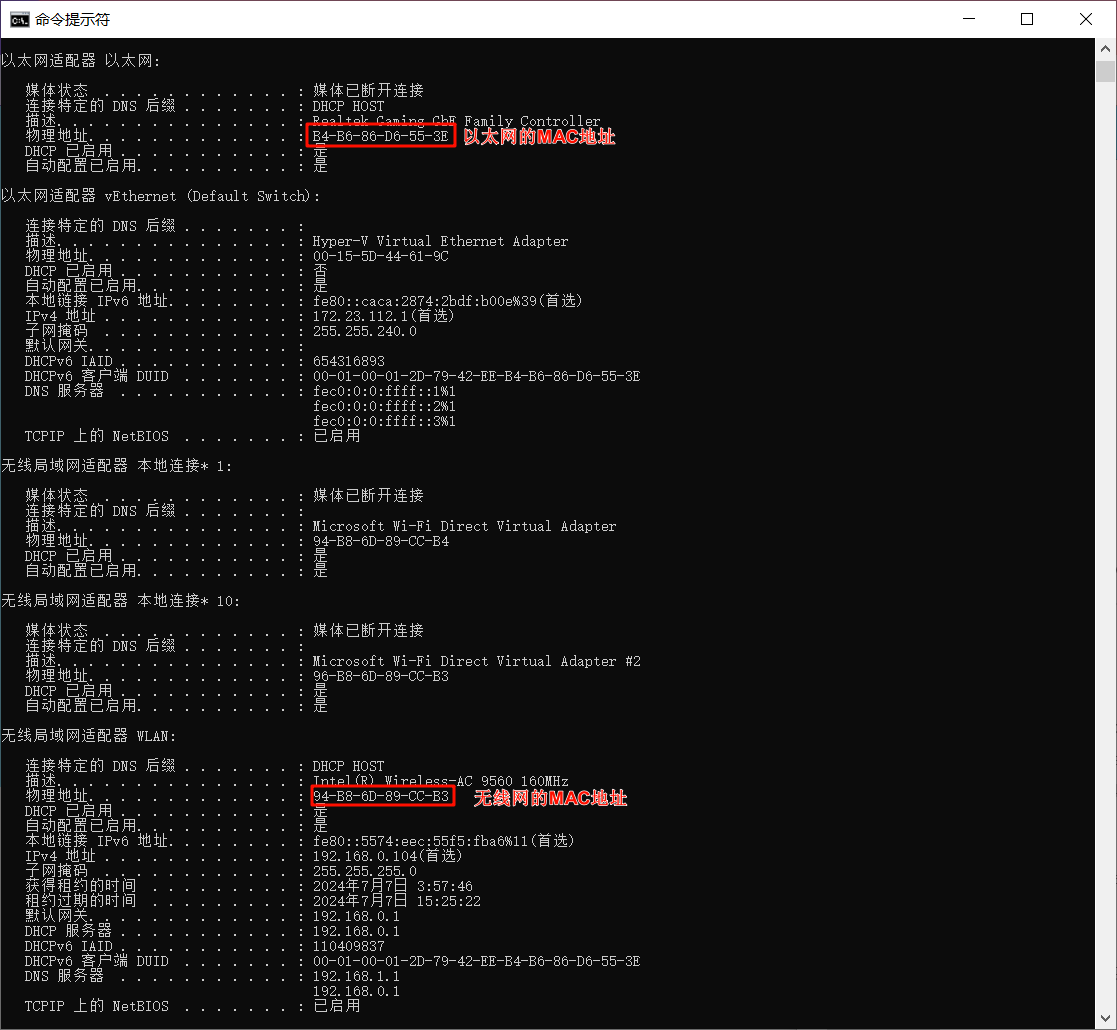 命令提示符
以太网适配器 以太网:
媒体状态 . . . . . . . . . . . . : 媒体已断开连接
连接特定的 DNS 后缀 . . . . . . . : DHCP HOST
描述. . . . . . . . . . . . . . . : Realtek Gaming GbE Family Controller
物理地址. . . . . . . . . . . . . : B4-B6-86-D6-55-3E 以太网的MAC地址
DHCP 已启用 . . . . . . . . . . . : 是
自动配置已启用. . . . . . . . . . : 是
以太网适配器 vEthernet (Default Switch):
连接特定的 DNS 后缀 . . . . . . . :
描述. . . . . . . . . . . . . . . : Hyper-V Virtual Ethernet Adapter
物理地址. . . . . . . . . . . . . : 00-15-5D-44-61-9C
DHCP 已启用 . . . . . . . . . . . : 否
自动配置已启用. . . . . . . . . . : 是
本地链接 IPv6 地址. . . . . . . . : fe80::caca:2874:2bdf:b00e%39(首选)
IPv4 地址 . . . . . . . . . . . . : 172.23.112.1(首选)
子网掩码 . . . . . . . . . . . . : 255.255.240.0
默认网关. . . . . . . . . . . . . :
DHCPv6 IAID . . . . . . . . . . . : 654316893
DHCPv6 客户端 DUID . . . . . . . : 00-01-00-01-2D-79-42-EE-B4-B6-86-D6-55-3E
DNS 服务器 . . . . . . . . . . . : fec0:0:0:ffff::1%1
fec0:0:0:ffff::2%1
fec0:0:0:ffff::3%1
TCPIP 上的 NetBIOS . . . . . . . : 已启用
无线局域网适配器 本地连接* 1:
媒体状态 . . . . . . . . . . . . : 媒体已断开连接
连接特定的 DNS 后缀 . . . . . . . :
描述. . . . . . . . . . . . . . . : Microsoft Wi-Fi Direct Virtual Adapter
物理地址. . . . . . . . . . . . . : 94-B8-6D-89-CC-B4
DHCP 已启用 . . . . . . . . . . . : 是
自动配置已启用. . . . . . . . . . : 是
无线局域网适配器 本地连接* 10:
媒体状态 . . . . . . . . . . . . : 媒体已断开连接
连接特定的 DNS 后缀 . . . . . . . :
描述. . . . . . . . . . . . . . . : Microsoft Wi-Fi Direct Virtual Adapter #2
物理地址. . . . . . . . . . . . . : 96-B8-6D-89-CC-B3
DHCP 已启用 . . . . . . . . . . . : 是
自动配置已启用. . . . . . . . . . : 是
无线局域网适配器 WLAN:
连接特定的 DNS 后缀 . . . . . . . : DHCP HOST
描述. . . . . . . . . . . . . . . : Intel(R) Wireless-AC 9560 160MHz
物理地址. . . . . . . . . . . . . : 94-B8-6D-89-CC-B3 无线网的MAC地址
DHCP 已启用 . . . . . . . . . . . : 是
自动配置已启用. . . . . . . . . . : 是
本地链接 IPv6 地址. . . . . . . . : fe80::5574:eec:55f5:fba6%11(首选)
IPv4 地址 . . . . . . . . . . . . : 192.168.0.104(首选)
子网掩码 . . . . . . . . . . . . : 255.255.255.0
获得租约的时间 . . . . . . . . . : 2024年7月7日 3:57:46
租约过期的时间 . . . . . . . . . : 2024年7月7日 15:25:22
默认网关. . . . . . . . . . . . . : 192.168.0.1
DHCP 服务器 . . . . . . . . . . . : 192.168.0.1
DHCPv6 IAID . . . . . . . . . . . : 110409837
DHCPv6 客户端 DUID . . . . . . . : 00-01-00-01-2D-79-42-EE-B4-B6-86-D6-55-3E
DNS 服务器 . . . . . . . . . . . : 192.168.1.1
192.168.0.1
TCPIP 上的 NetBIOS . . . . . . . : 已启用